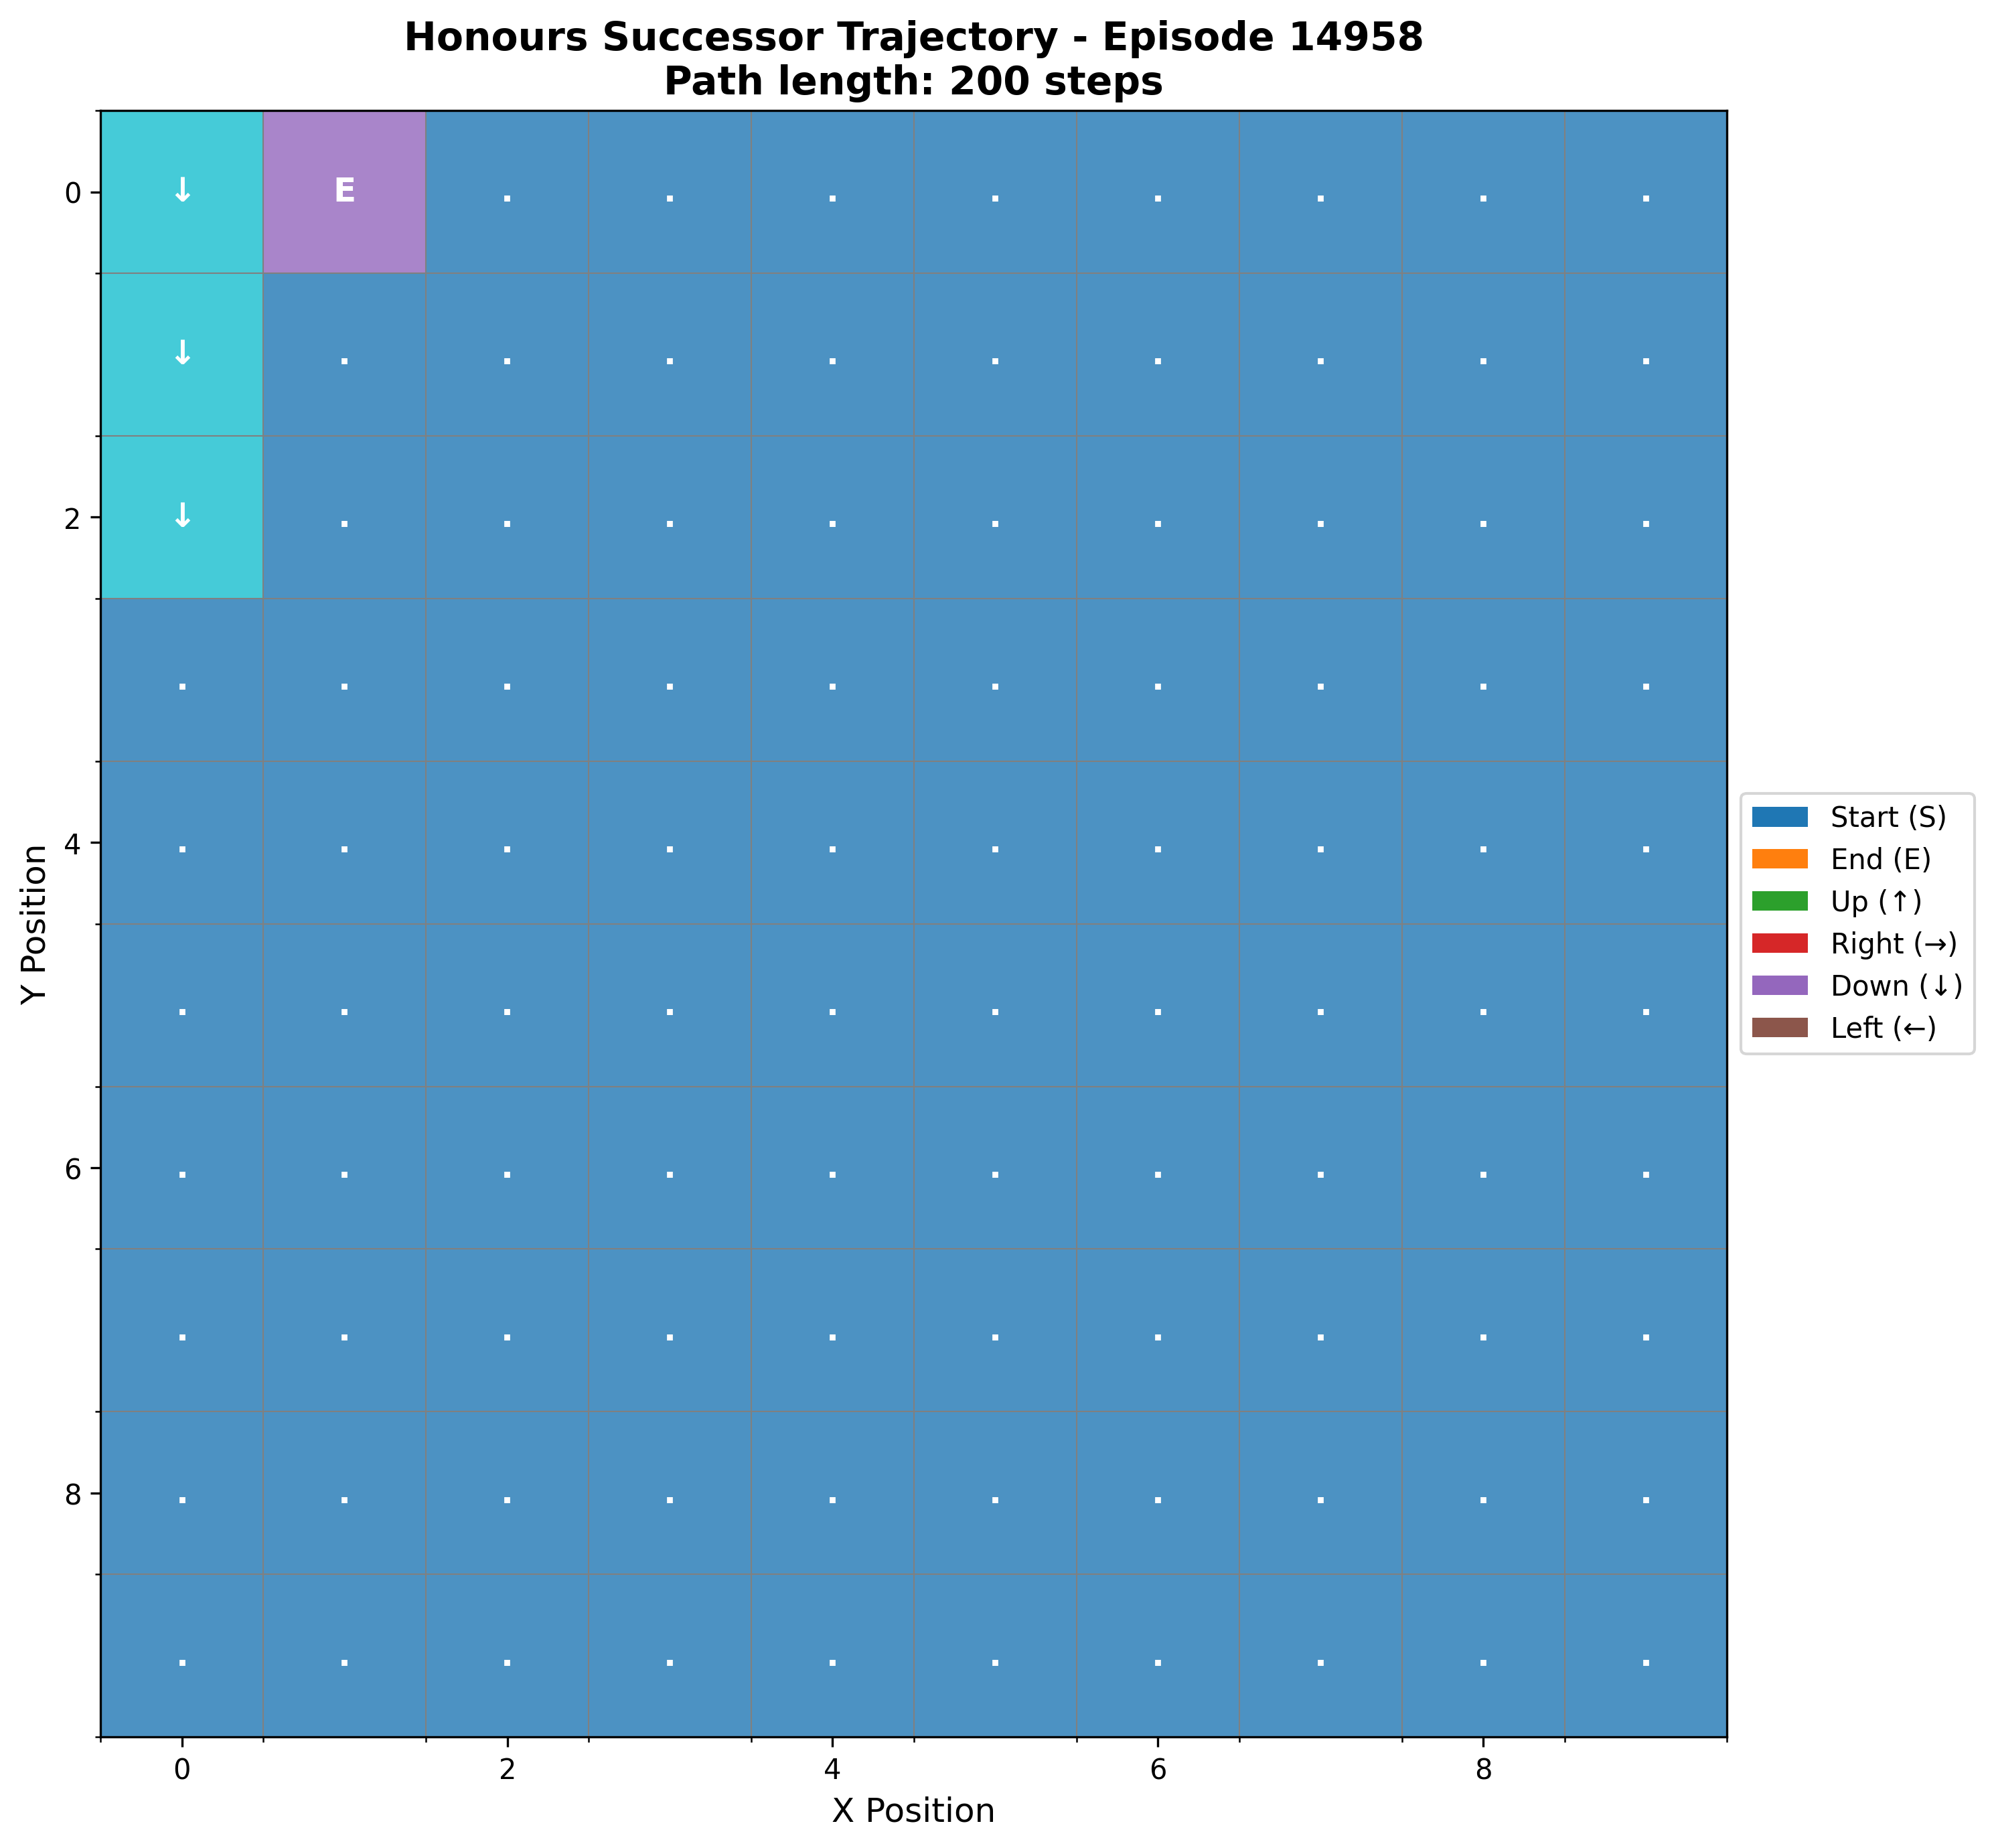 Honours Successor Trajectory - Episode 14958
Path length: 200 steps
0 ↓ E . . . . . . . .
↓ . . . . . . . . .
2 ↓ . . . . . . . . .
. . . . . . . . . .
4 . . . . . . . . . .
. . . . . . . . . .
6 . . . . . . . . . .
. . . . . . . . . .
8 . . . . . . . . . .
. . . . . . . . . .
0 2 4 6 8
X Position
Y Position
Start (S)
End (E)
Up (↑)
Right (→)
Down (↓)
Left (←)